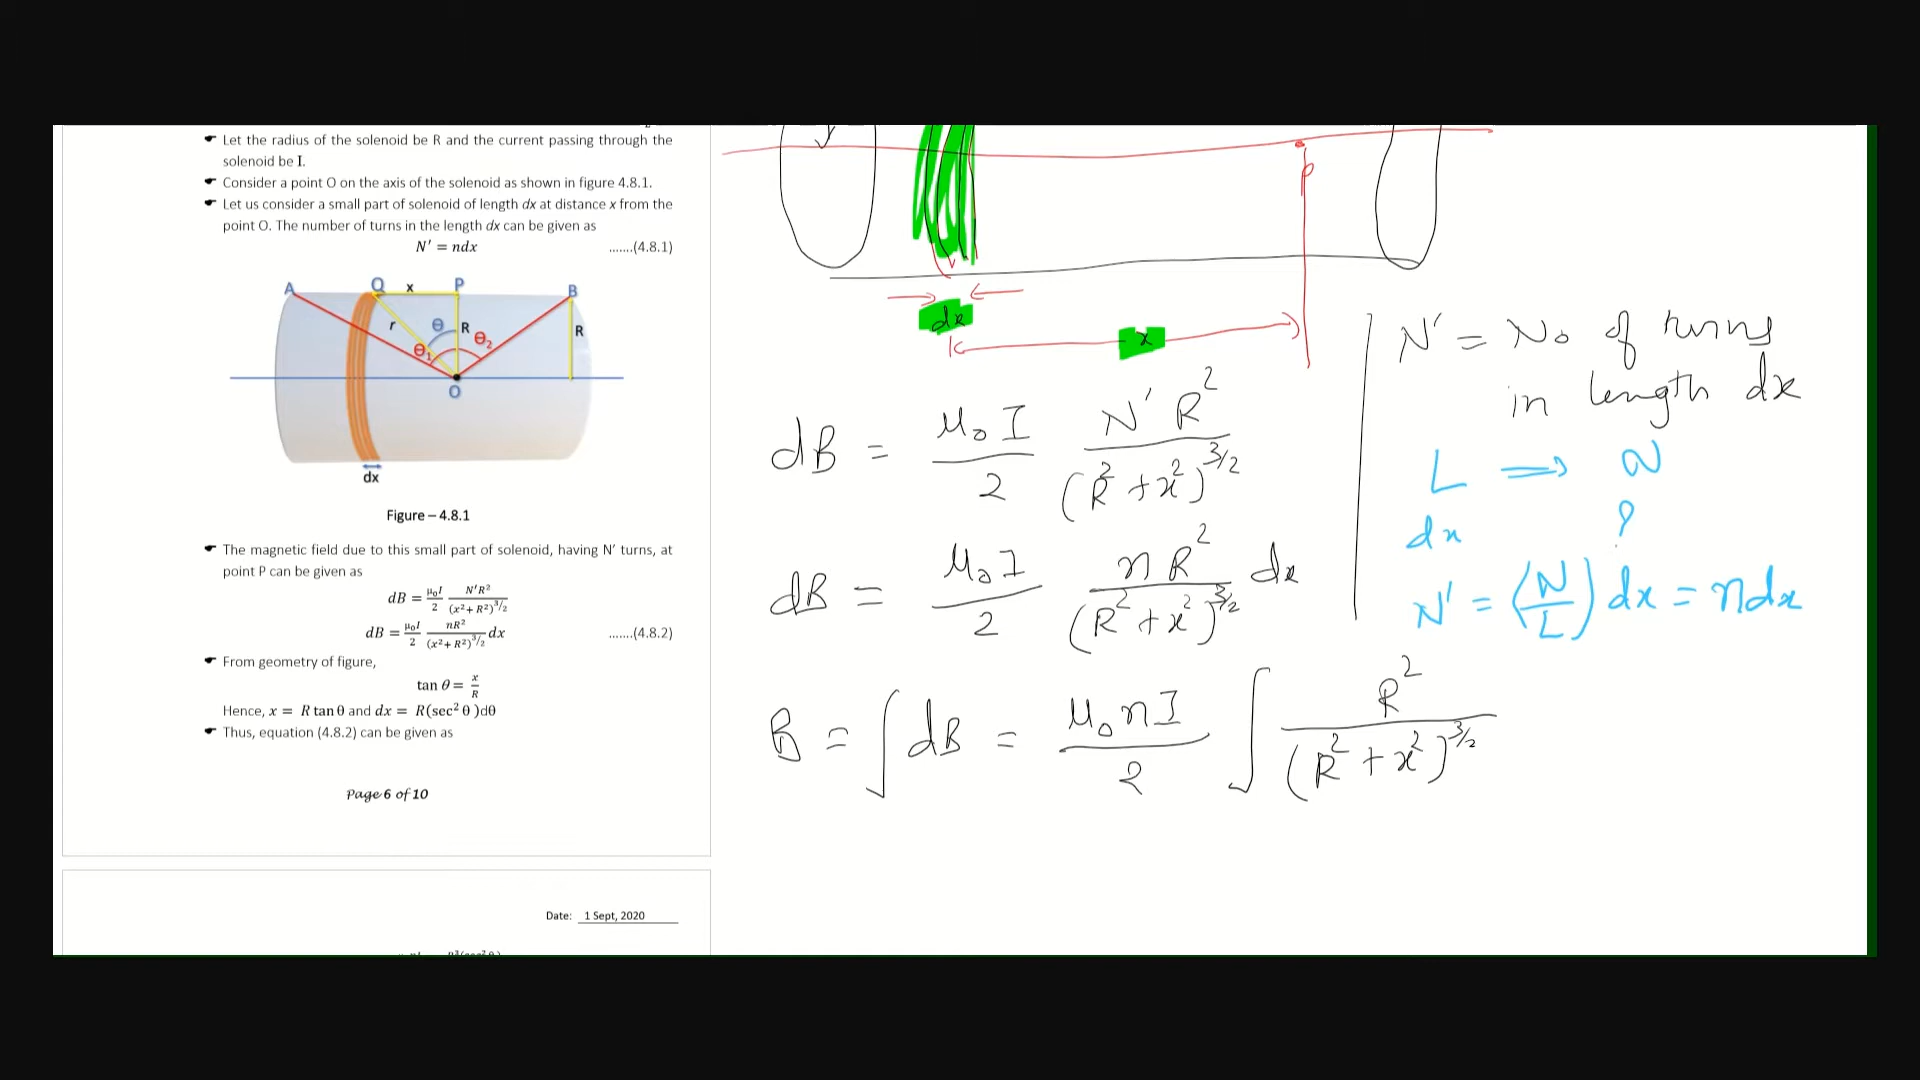 ☛ Let the radius of the solenoid be R and the current passing through the
solenoid be I.
☛ Consider a point O on the axis of the solenoid as shown in figure 4.8.1.
☛ Let us consider a small part of solenoid of length dx at distance x from the
point O. The number of turns in the length dx can be given as
N′ = ndx .......(4.8.1)
A Q x P B
r θ R θ₂ R
θ₁
O
dx
Figure – 4.8.1
☛ The magnetic field due to this small part of solenoid, having N′ turns, at
point P can be given as
dB = μ₀I/2 N′R²/(x²+ R²)^3/2
dB = μ₀I/2 nR²/(x²+ R²)^3/2 dx .......(4.8.2)
☛ From geometry of figure,
tan θ = x/R
Hence, x = R tan θ and dx = R(sec² θ )dθ
☛ Thus, equation (4.8.2) can be given as
Page 6 of 10
Date: 1 Sept, 2020
P
dx
x
dB = μ₀I/2 N′R²/(R²+x²)^3/2
dB = μ₀I/2 nR²/(R²+x²)^3/2 dx
B = ∫dB = μ₀nI/2 ∫ R²/(R²+x²)^3/2
N′ = No of turns
in length dx
L ⟹ N
dx ?
N′ = (N/L) dx = ndx